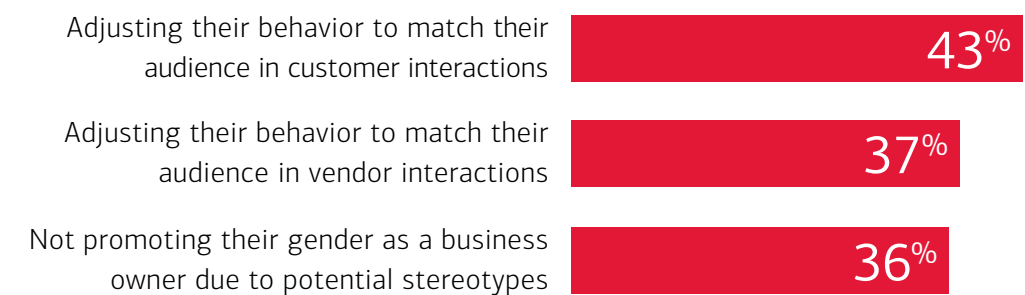 Adjusting their behavior to match their
audience in customer interactions
43%
Adjusting their behavior to match their
audience in vendor interactions
37%
Not promoting their gender as a business
owner due to potential stereotypes
36%